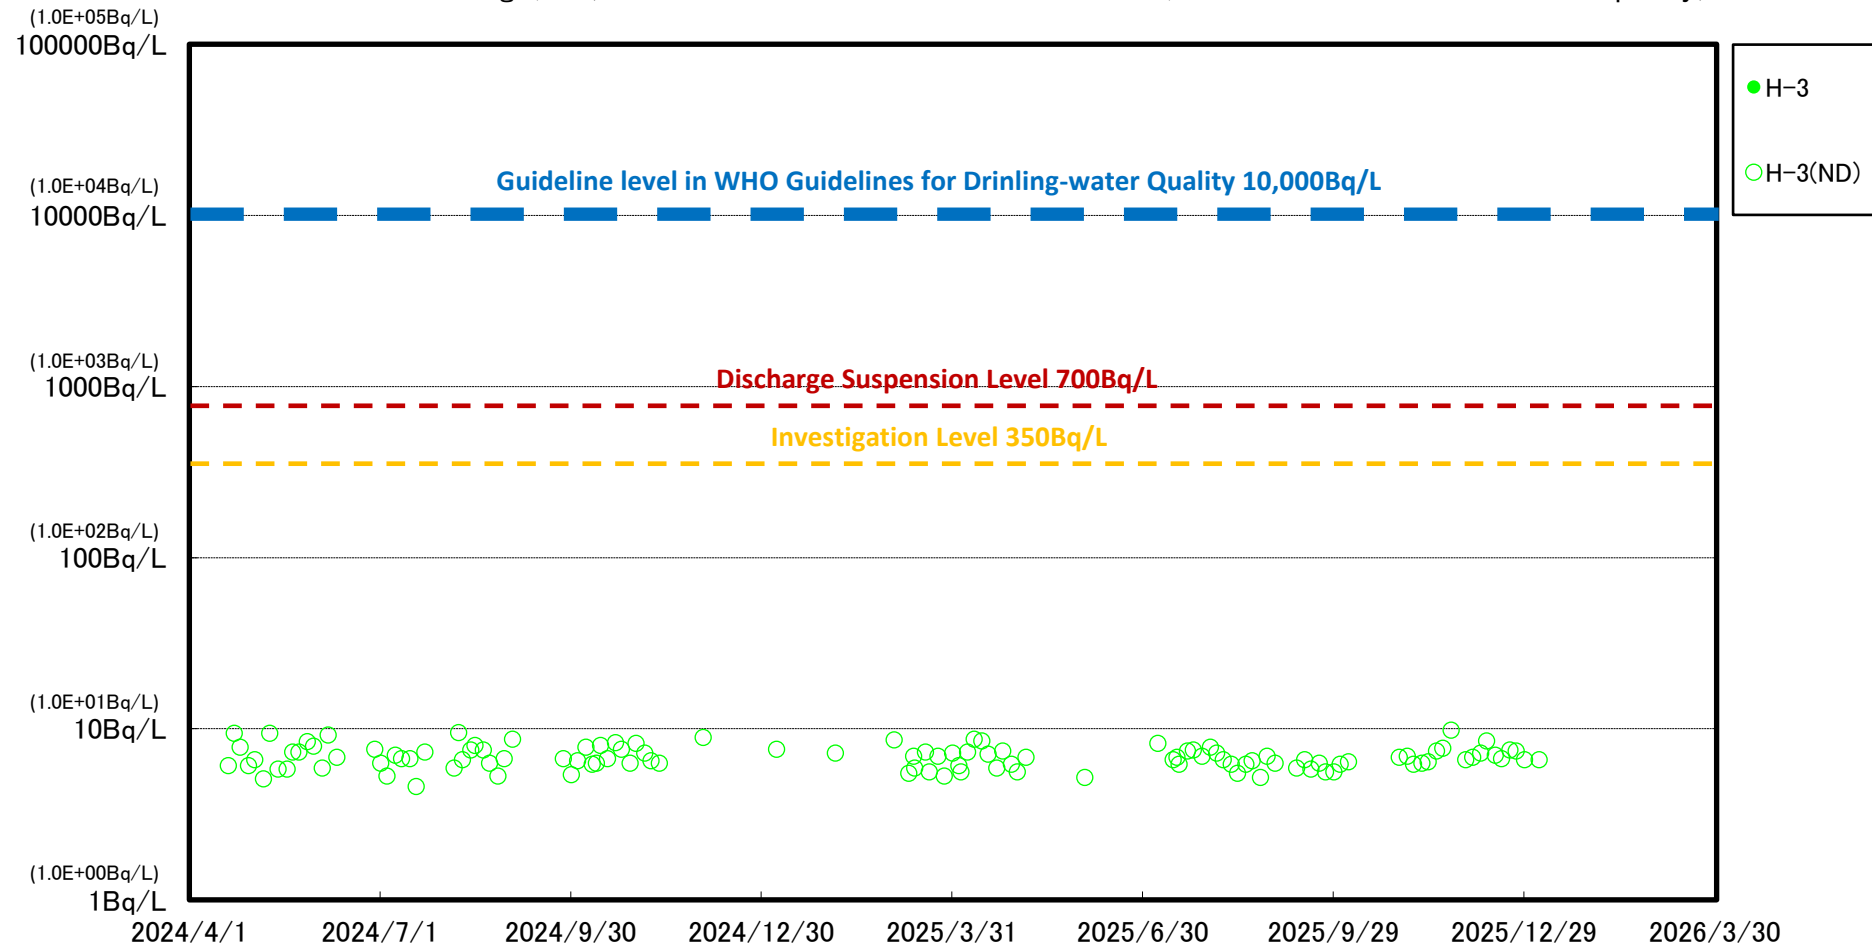 (1.0E+05Bq/L)
100000Bq/L
H-3
H-3(ND)
(1.0E+04Bq/L)
10000Bq/L
Guideline level in WHO Guidelines for Drinling-water Quality 10,000Bq/L
(1.0E+03Bq/L)
1000Bq/L
Discharge Suspension Level 700Bq/L
Investigation Level 350Bq/L
(1.0E+02Bq/L)
100Bq/L
(1.0E+01Bq/L)
10Bq/L
(1.0E+00Bq/L)
1Bq/L
2024/4/1 2024/7/1 2024/9/30 2024/12/30 2025/3/31 2025/6/30 2025/9/29 2025/12/29 2026/3/30